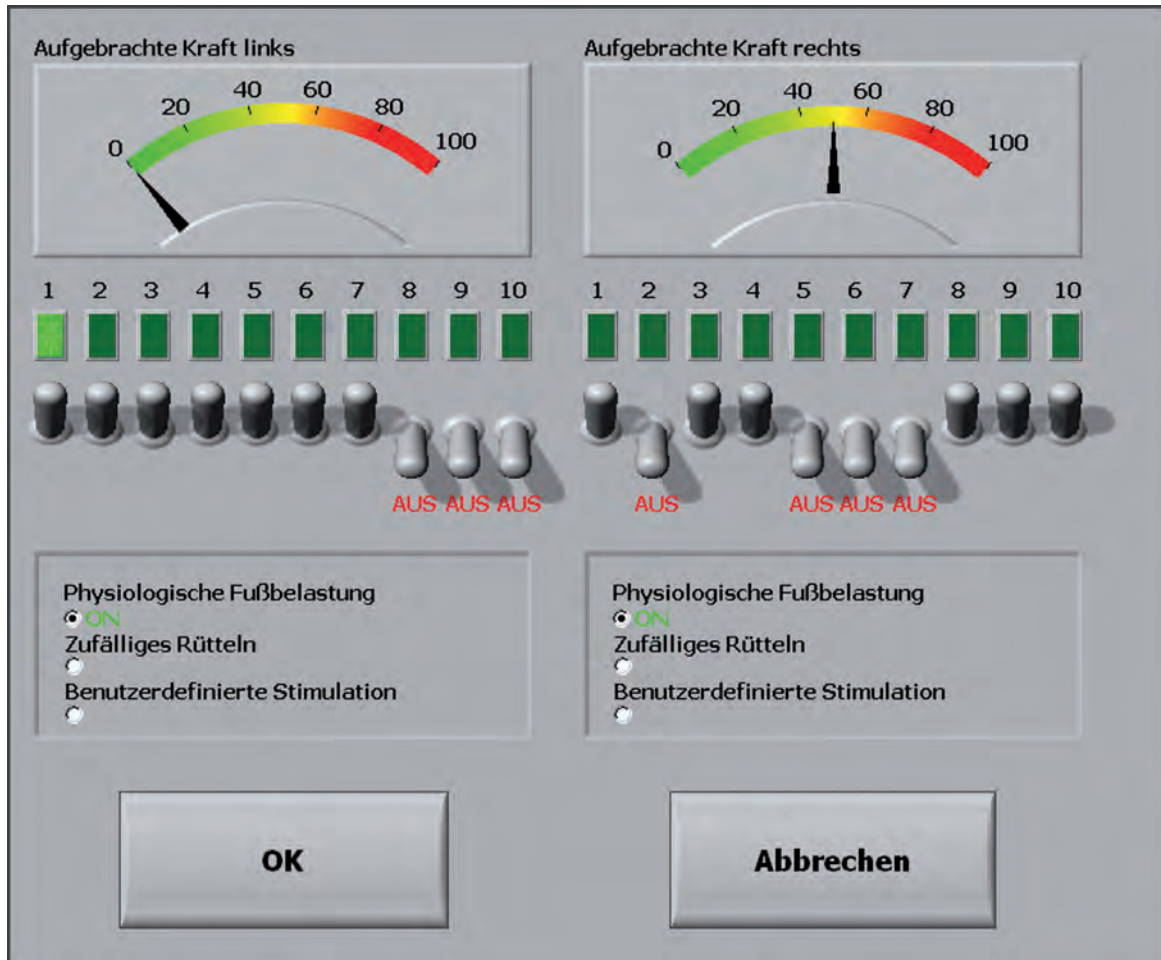 Aufgebrachte Kraft links
0 20 40 60 80 100
1 2 3 4 5 6 7 8 9 10
AUS AUS AUS
Physiologische Fußbelastung
ON
Zufälliges Rütteln
Benutzerdefinierte Stimulation
OK
Aufgebrachte Kraft rechts
0 20 40 60 80 100
1 2 3 4 5 6 7 8 9 10
AUS AUS AUS AUS
Physiologische Fußbelastung
ON
Zufälliges Rütteln
Benutzerdefinierte Stimulation
Abbrechen